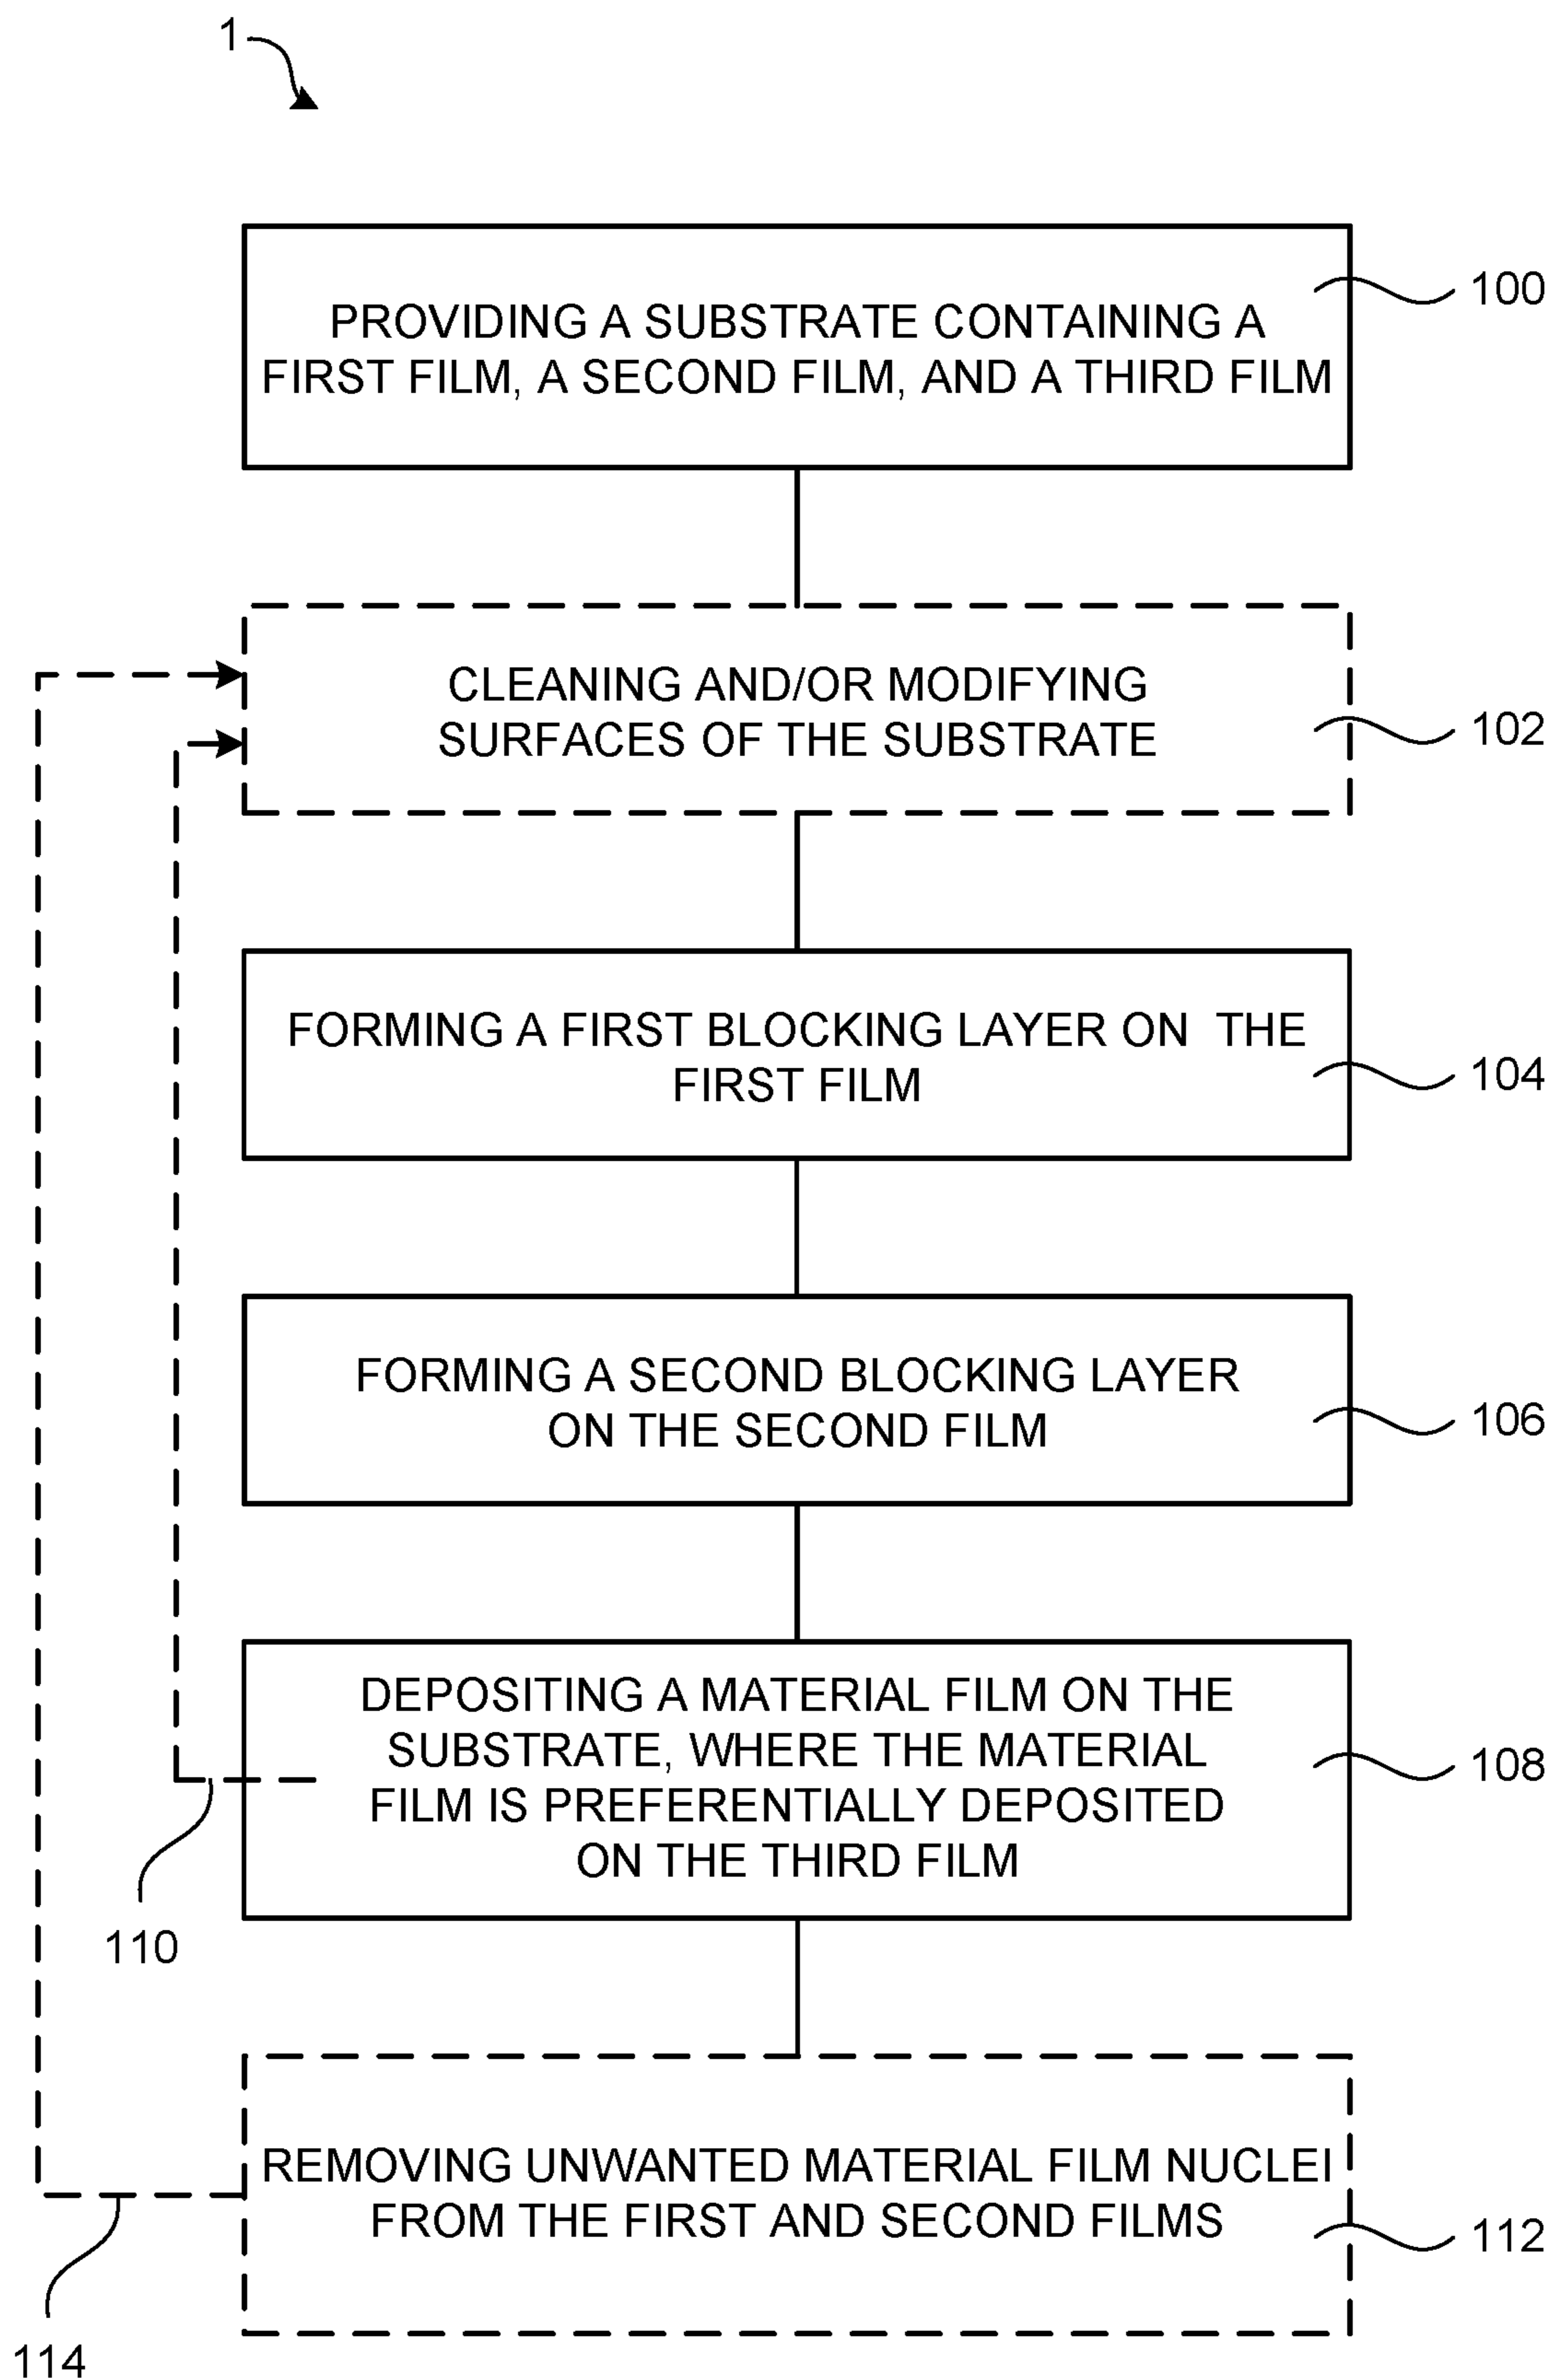 1
PROVIDING A SUBSTRATE CONTAINING A
FIRST FILM, A SECOND FILM, AND A THIRD FILM
100
CLEANING AND/OR MODIFYING
SURFACES OF THE SUBSTRATE
102
FORMING A FIRST BLOCKING LAYER ON THE
FIRST FILM
104
FORMING A SECOND BLOCKING LAYER
ON THE SECOND FILM
106
DEPOSITING A MATERIAL FILM ON THE
SUBSTRATE, WHERE THE MATERIAL
FILM IS PREFERENTIALLY DEPOSITED
ON THE THIRD FILM
108
110
REMOVING UNWANTED MATERIAL FILM NUCLEI
FROM THE FIRST AND SECOND FILMS
112
114